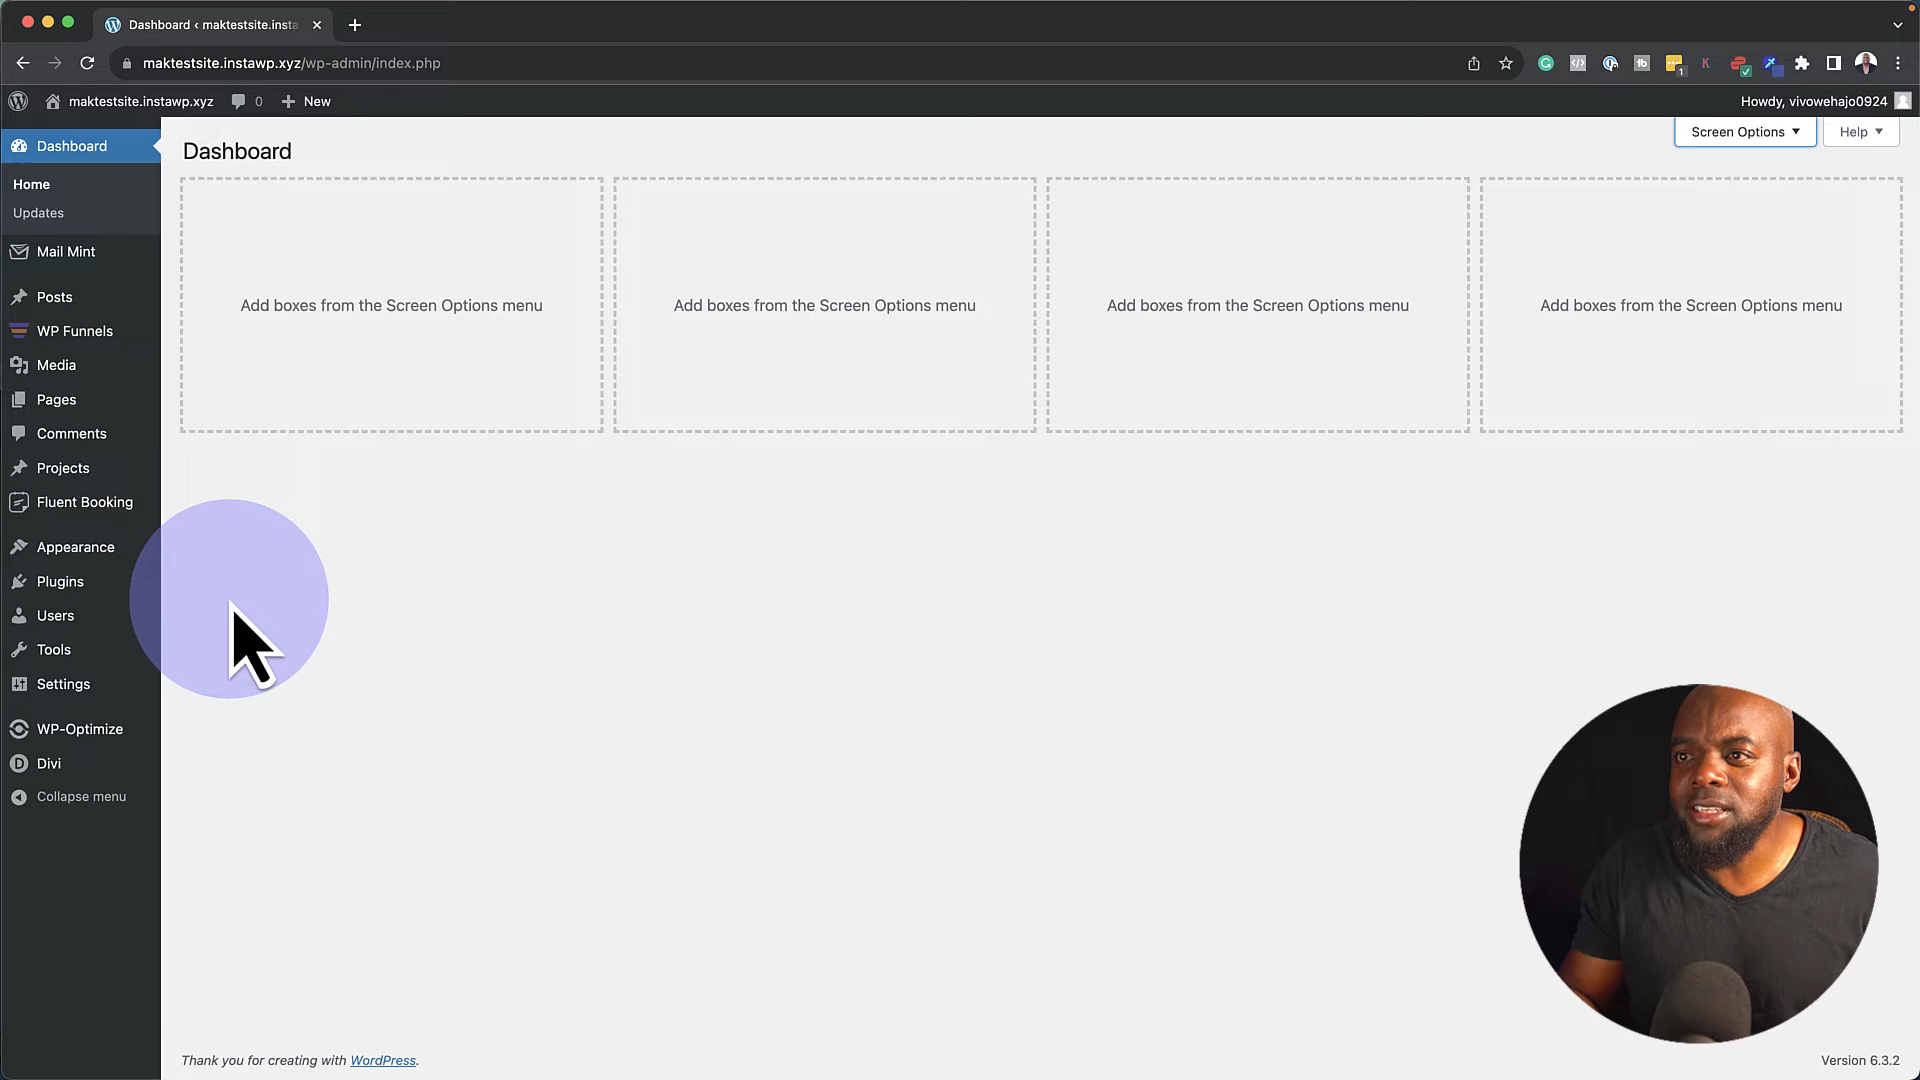 Dashboard ‹ maktestsite.insta
maktestsite.instawp.xyz/wp-admin/index.php
maktestsite.instawp.xyz 0 New
Howdy, vivowehajo0924
Dashboard
Home
Updates
Mail Mint
Posts
WP Funnels
Media
Pages
Comments
Projects
Fluent Booking
Appearance
Plugins
Users
Tools
Settings
WP-Optimize
Divi
Collapse menu
Screen Options ▼
Help ▼
Dashboard
Add boxes from the Screen Options menu
Add boxes from the Screen Options menu
Add boxes from the Screen Options menu
Add boxes from the Screen Options menu
Thank you for creating with WordPress.
Version 6.3.2